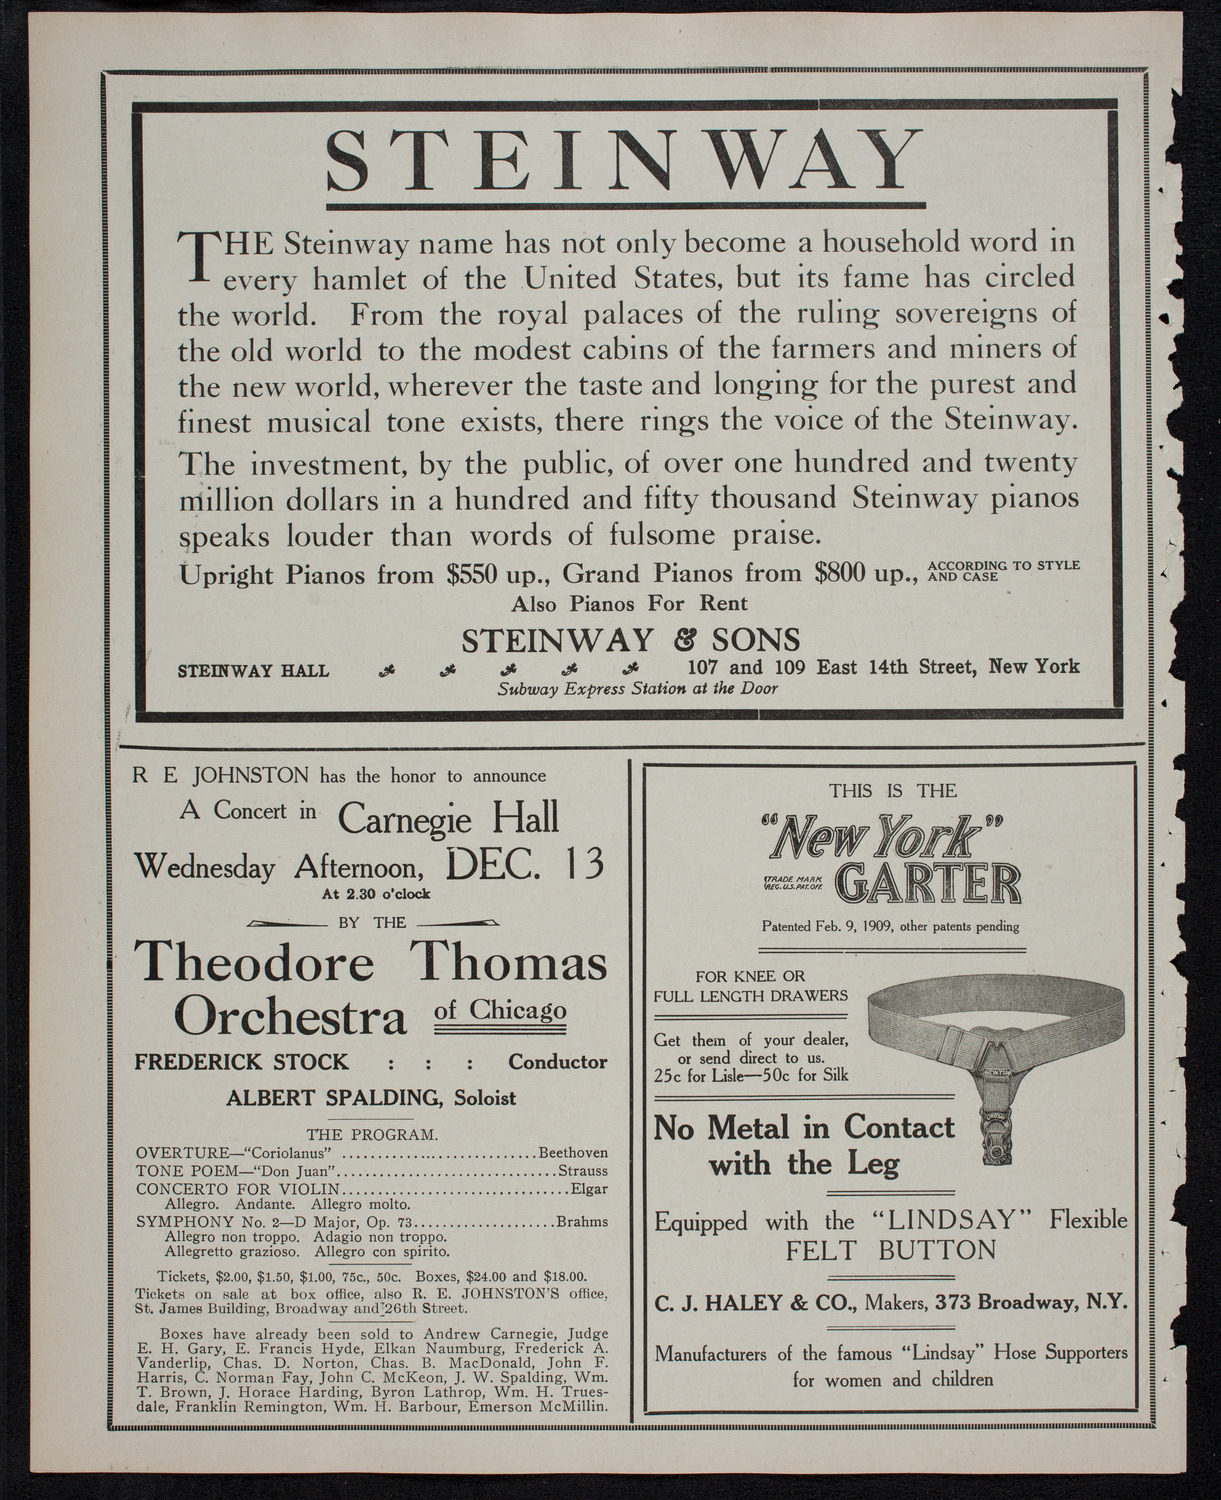 STEINWAY
THE Steinway name has not only become a household word in
every hamlet of the United States, but its fame has circled
the world. From the royal palaces of the ruling sovereigns of
the old world to the modest cabins of the farmers and miners of
the new world, wherever the taste and longing for the purest and
finest musical tone exists, there rings the voice of the Steinway.
The investment, by the public, of over one hundred and twenty
million dollars in a hundred and fifty thousand Steinway pianos
speaks louder than words of fulsome praise.
Upright Pianos from $550 up., Grand Pianos from $800 up., ACCORDING TO STYLE AND CASE
Also Pianos For Rent
STEINWAY & SONS
STEINWAY HALL 107 and 109 East 14th Street, New York
Subway Express Station at the Door
R E JOHNSTON has the honor to announce
A Concert in Carnegie Hall
Wednesday Afternoon, DEC. 13
At 2.30 o'clock
BY THE
Theodore Thomas
Orchestra of Chicago
FREDERICK STOCK : : : Conductor
ALBERT SPALDING, Soloist
THE PROGRAM.
OVERTURE—"Coriolanus" ................................Beethoven
TONE POEM—"Don Juan"................................Strauss
CONCERTO FOR VIOLIN................................Elgar
Allegro. Andante. Allegro molto.
SYMPHONY No. 2—D Major, Op. 73....................Brahms
Allegro non troppo. Adagio non troppo.
Allegretto grazioso. Allegro con spirito.
Tickets, $2.00, $1.50, $1.00, 75c., 50c. Boxes, $24.00 and $18.00.
Tickets on sale at box office, also R. E. JOHNSTON'S office,
St. James Building, Broadway and 26th Street.
Boxes have already been sold to Andrew Carnegie, Judge
E. H. Gary, E. Francis Hyde, Elkan Naumburg, Frederick A.
Vanderlip, Chas. D. Norton, Chas. B. MacDonald, John F.
Harris, C. Norman Fay, John C. McKeon, J. W. Spalding, Wm.
T. Brown, J. Horace Harding, Byron Lathrop, Wm. H. Trues-
dale, Franklin Remington, Wm. H. Barbour, Emerson McMillin.
THIS IS THE
"New York"
TRADE MARK
REG. U.S. PAT. OFF.
GARTER
Patented Feb. 9, 1909, other patents pending
FOR KNEE OR
FULL LENGTH DRAWERS
Get them of your dealer,
or send direct to us.
25c for Lisle—50c for Silk
No Metal in Contact
with the Leg
Equipped with the "LINDSAY" Flexible
FELT BUTTON
C. J. HALEY & CO., Makers, 373 Broadway, N.Y.
Manufacturers of the famous "Lindsay" Hose Supporters
for women and children